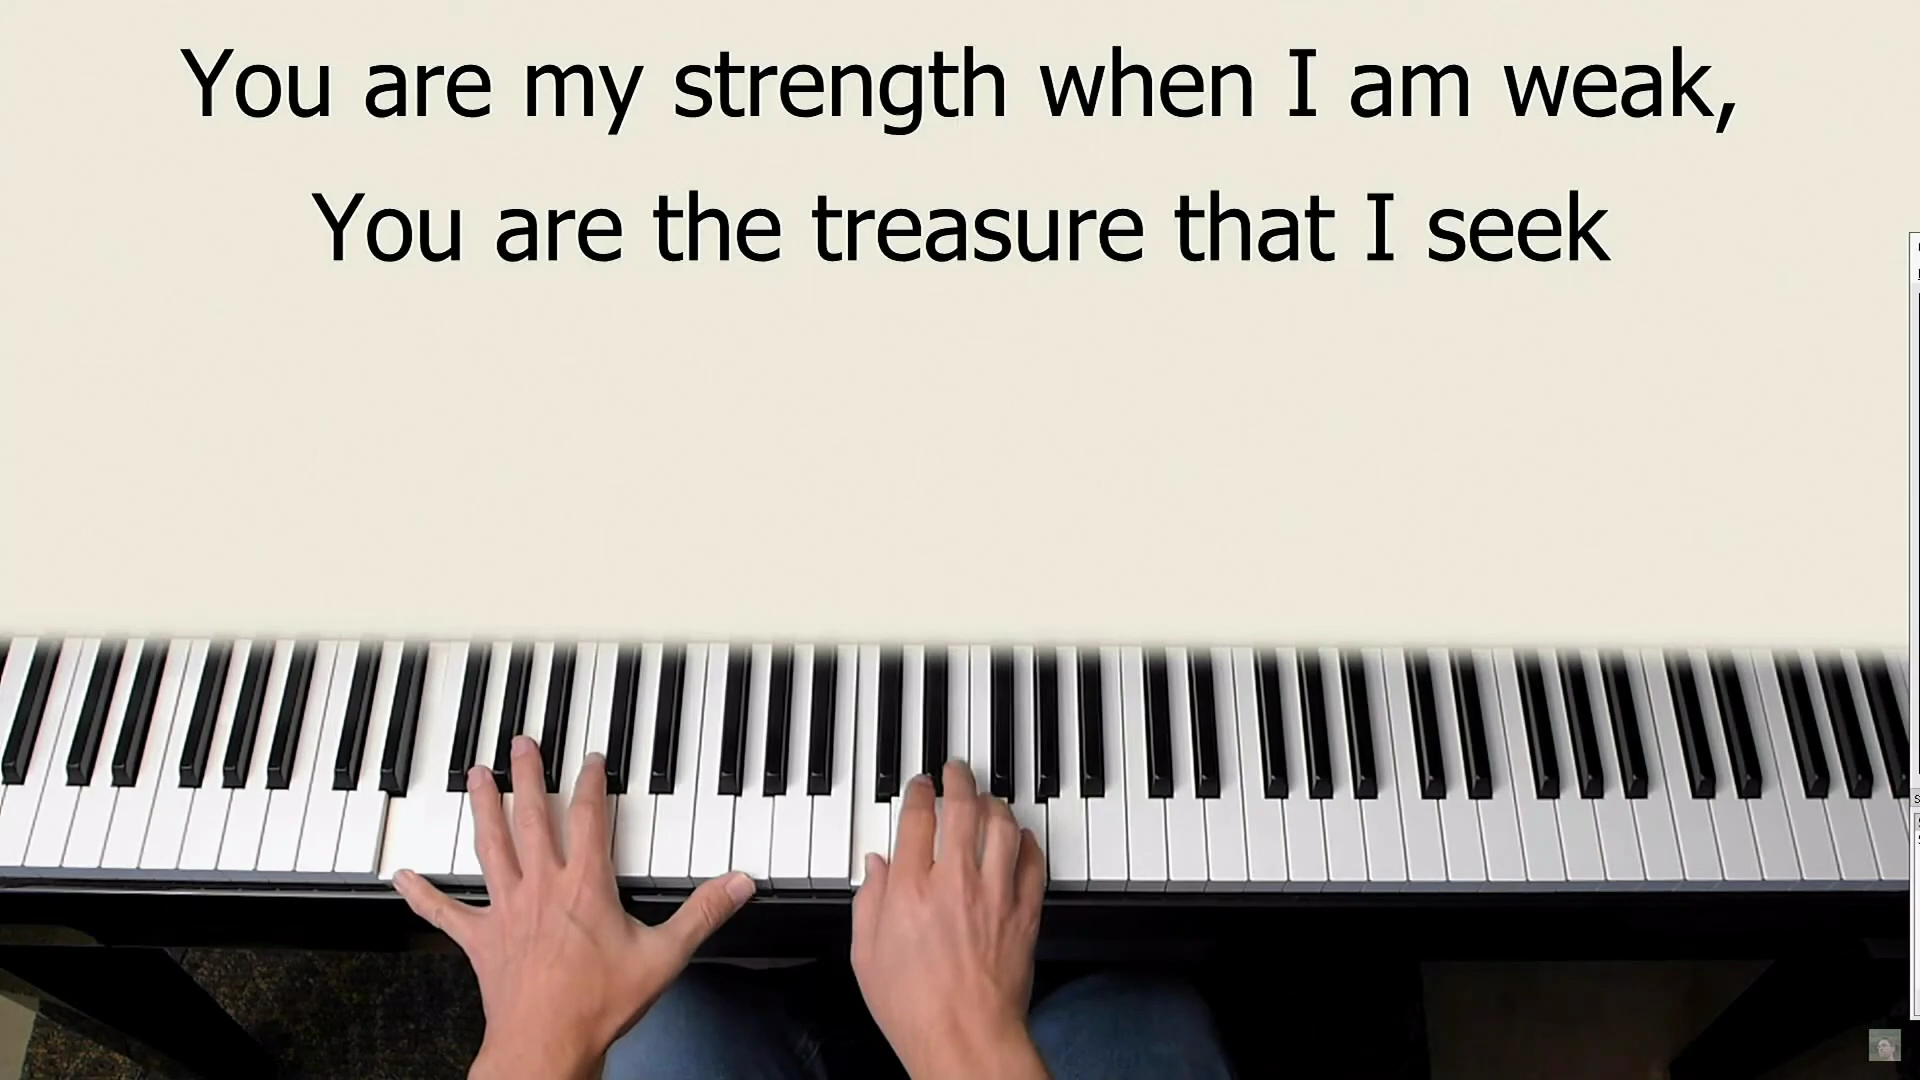 You are my strength when I am weak,
You are the treasure that I seek